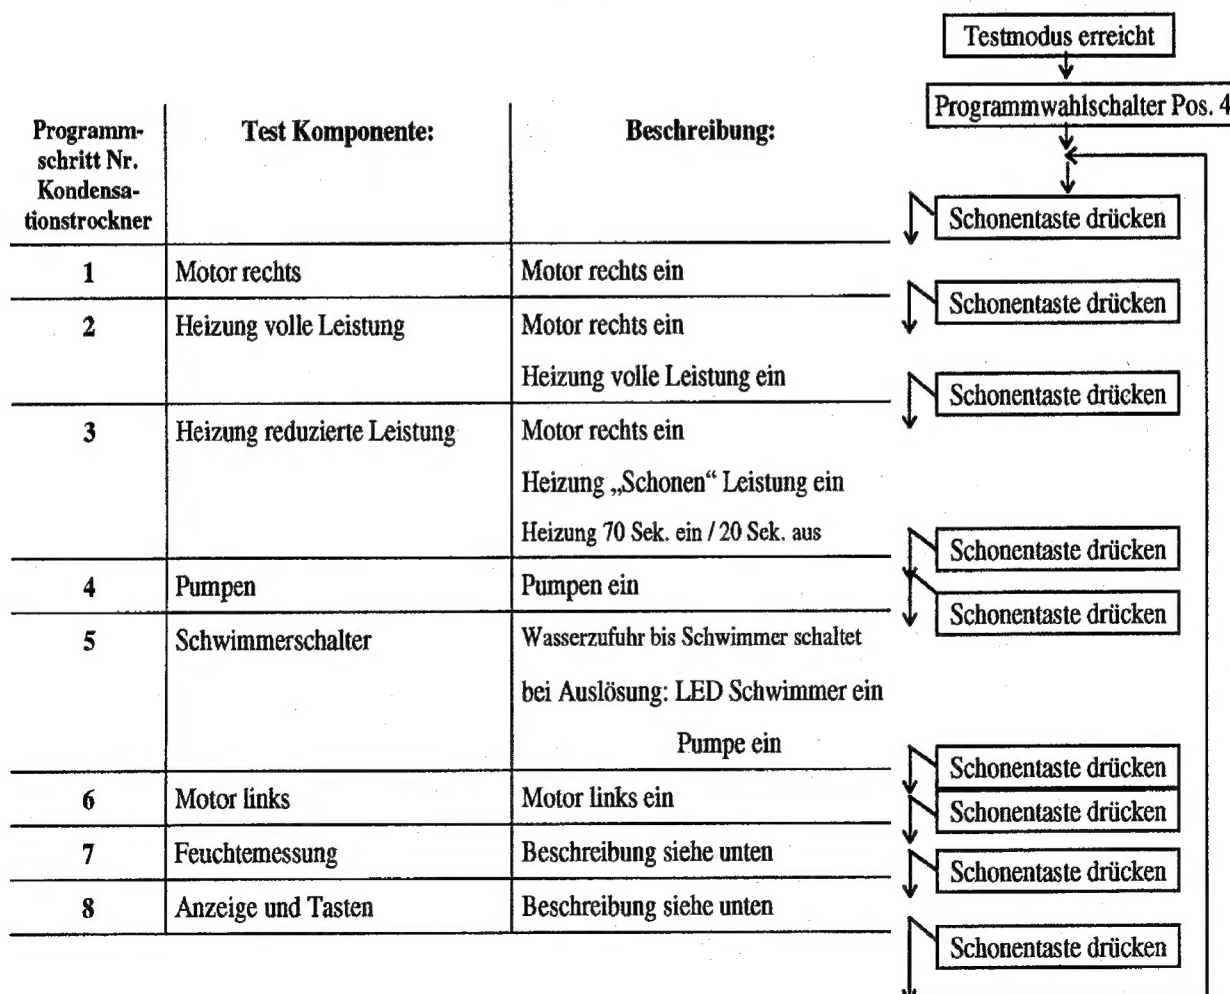 Testmodus erreicht
Programmwahlschalter Pos. 4
Programm-
schritt Nr.
Kondensa-
tionstrockner
Test Komponente:
Beschreibung:
Schonentaste drücken
1
Motor rechts
Motor rechts ein
Schonentaste drücken
2
Heizung volle Leistung
Motor rechts ein
Heizung volle Leistung ein
Schonentaste drücken
3
Heizung reduzierte Leistung
Motor rechts ein
Heizung „Schonen“ Leistung ein
Heizung 70 Sek. ein / 20 Sek. aus
Schonentaste drücken
4
Pumpen
Pumpen ein
Schonentaste drücken
5
Schwimmerschalter
Wasserzufuhr bis Schwimmer schaltet
bei Auslösung: LED Schwimmer ein
Pumpe ein
Schonentaste drücken
6
Motor links
Motor links ein
Schonentaste drücken
7
Feuchtemessung
Beschreibung siehe unten
Schonentaste drücken
8
Anzeige und Tasten
Beschreibung siehe unten
Schonentaste drücken